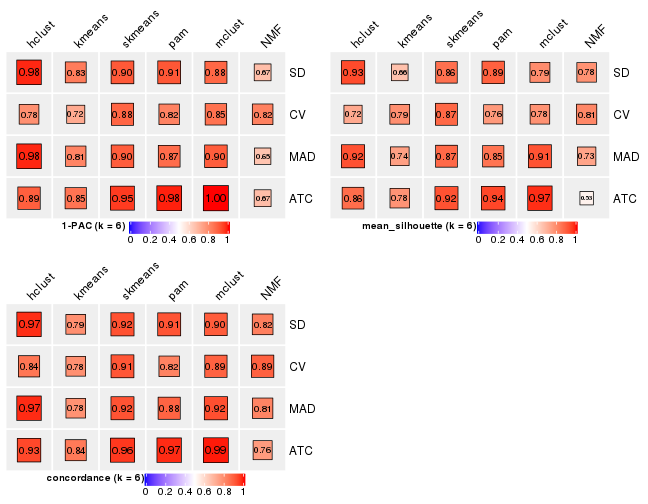 hclust kmeans skmeans pam mclust NMF
0.98 0.83 0.90 0.91 0.88 0.67 SD
0.78 0.72 0.88 0.82 0.85 0.82 CV
0.98 0.81 0.90 0.87 0.90 0.65 MAD
0.89 0.85 0.95 0.98 1.00 0.67 ATC
1-PAC (k = 6)
0 0.2 0.4 0.6 0.8 1
hclust kmeans skmeans pam mclust NMF
0.93 0.66 0.86 0.89 0.79 0.78 SD
0.72 0.79 0.87 0.76 0.78 0.81 CV
0.92 0.74 0.87 0.85 0.91 0.73 MAD
0.86 0.78 0.92 0.94 0.97 0.53 ATC
mean_silhouette (k = 6)
0 0.2 0.4 0.6 0.8 1
hclust kmeans skmeans pam mclust NMF
0.97 0.79 0.92 0.91 0.90 0.82 SD
0.84 0.78 0.91 0.82 0.89 0.89 CV
0.97 0.78 0.92 0.88 0.92 0.81 MAD
0.93 0.84 0.96 0.97 0.99 0.76 ATC
concordance (k = 6)
0 0.2 0.4 0.6 0.8 1